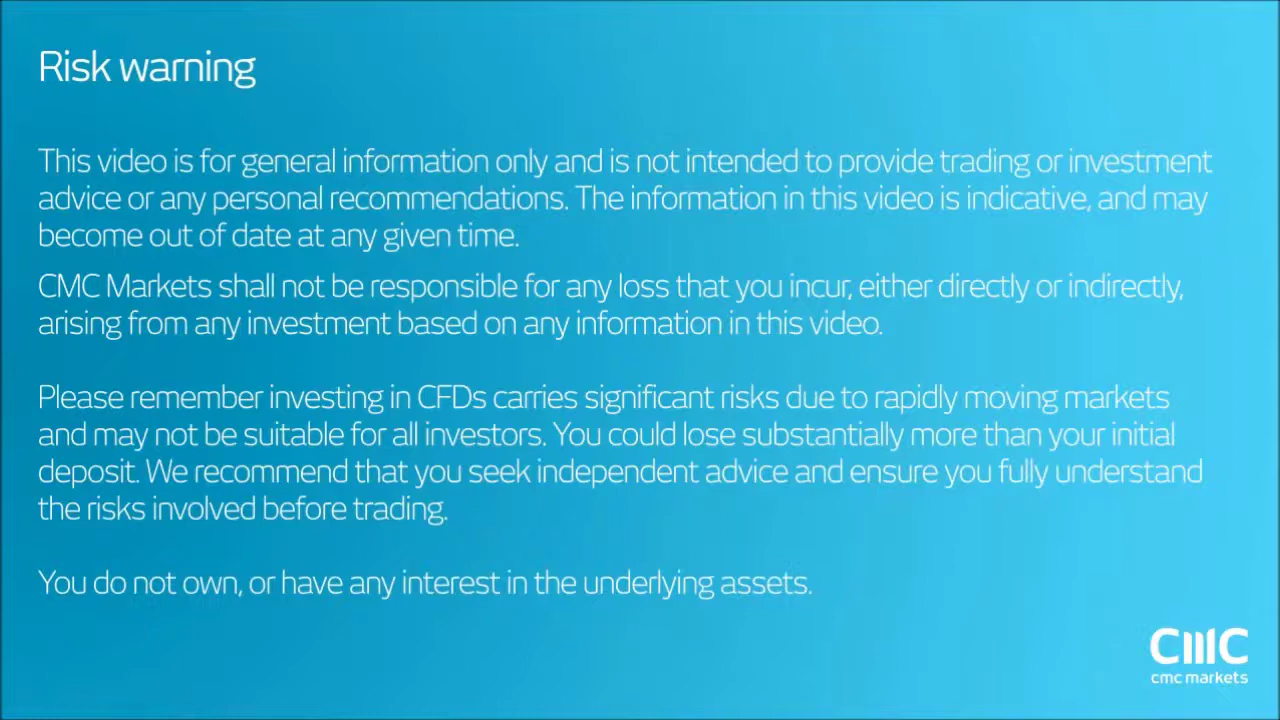 Risk warning
This video is for general information only and is not intended to provide trading or investment
advice or any personal recommendations. The information in this video is indicative, and may
become out of date at any given time.
CMC Markets shall not be responsible for any loss that you incur, either directly or indirectly,
arising from any investment based on any information in this video.
Please remember investing in CFDs carries significant risks due to rapidly moving markets
and may not be suitable for all investors. You could lose substantially more than your initial
deposit. We recommend that you seek independent advice and ensure you fully understand
the risks involved before trading.
You do not own, or have any interest in the underlying assets.
CMC
cmc markets